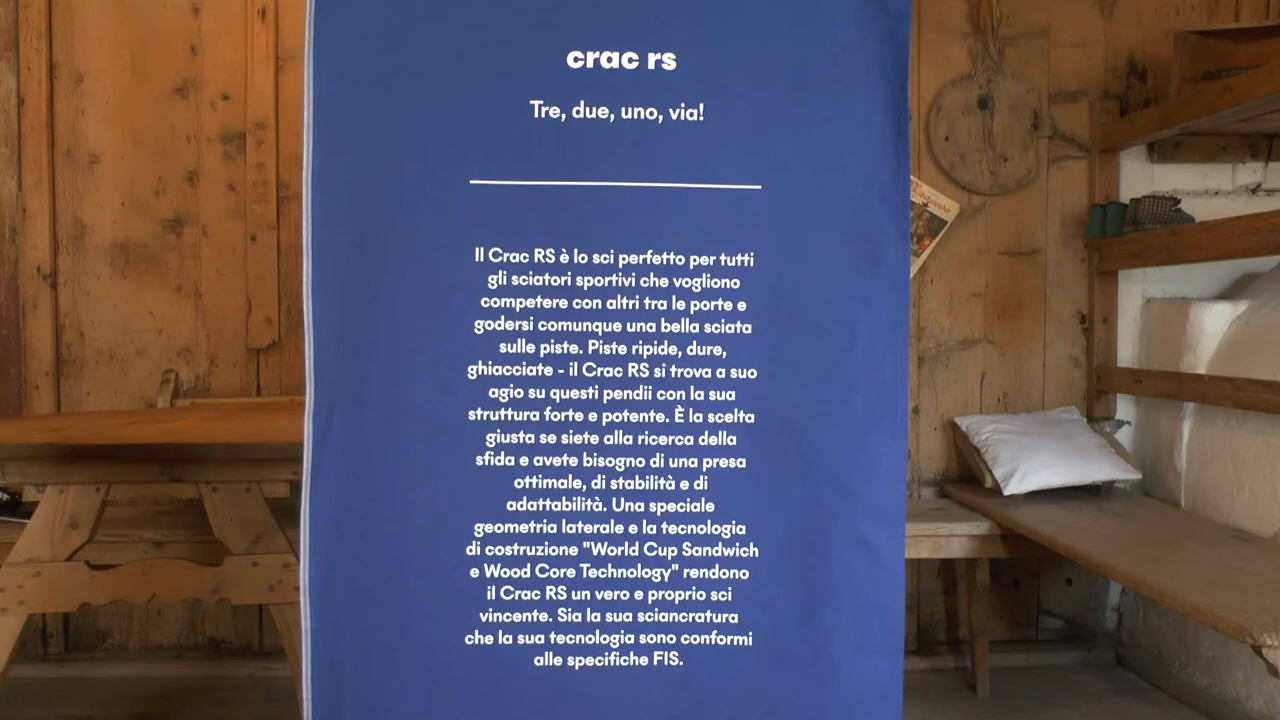 crac rs
Tre, due, uno, via!
Il Crac RS è lo sci perfetto per tutti
gli sciatori sportivi che vogliono
competere con altri tra le porte e
godersi comunque una bella sciata
sulle piste. Piste ripide, dure,
ghiacciate - il Crac RS si trova a suo
agio su questi pendii con la sua
struttura forte e potente. È la scelta
giusta se siete alla ricerca della
sfida e avete bisogno di una presa
ottimale, di stabilità e di
adattabilità. Una speciale
geometria laterale e la tecnologia
di costruzione "World Cup Sandwich
e Wood Core Technology" rendono
il Crac RS un vero e proprio sci
vincente. Sia la sua sciancratura
che la sua tecnologia sono conformi
alle specifiche FIS.